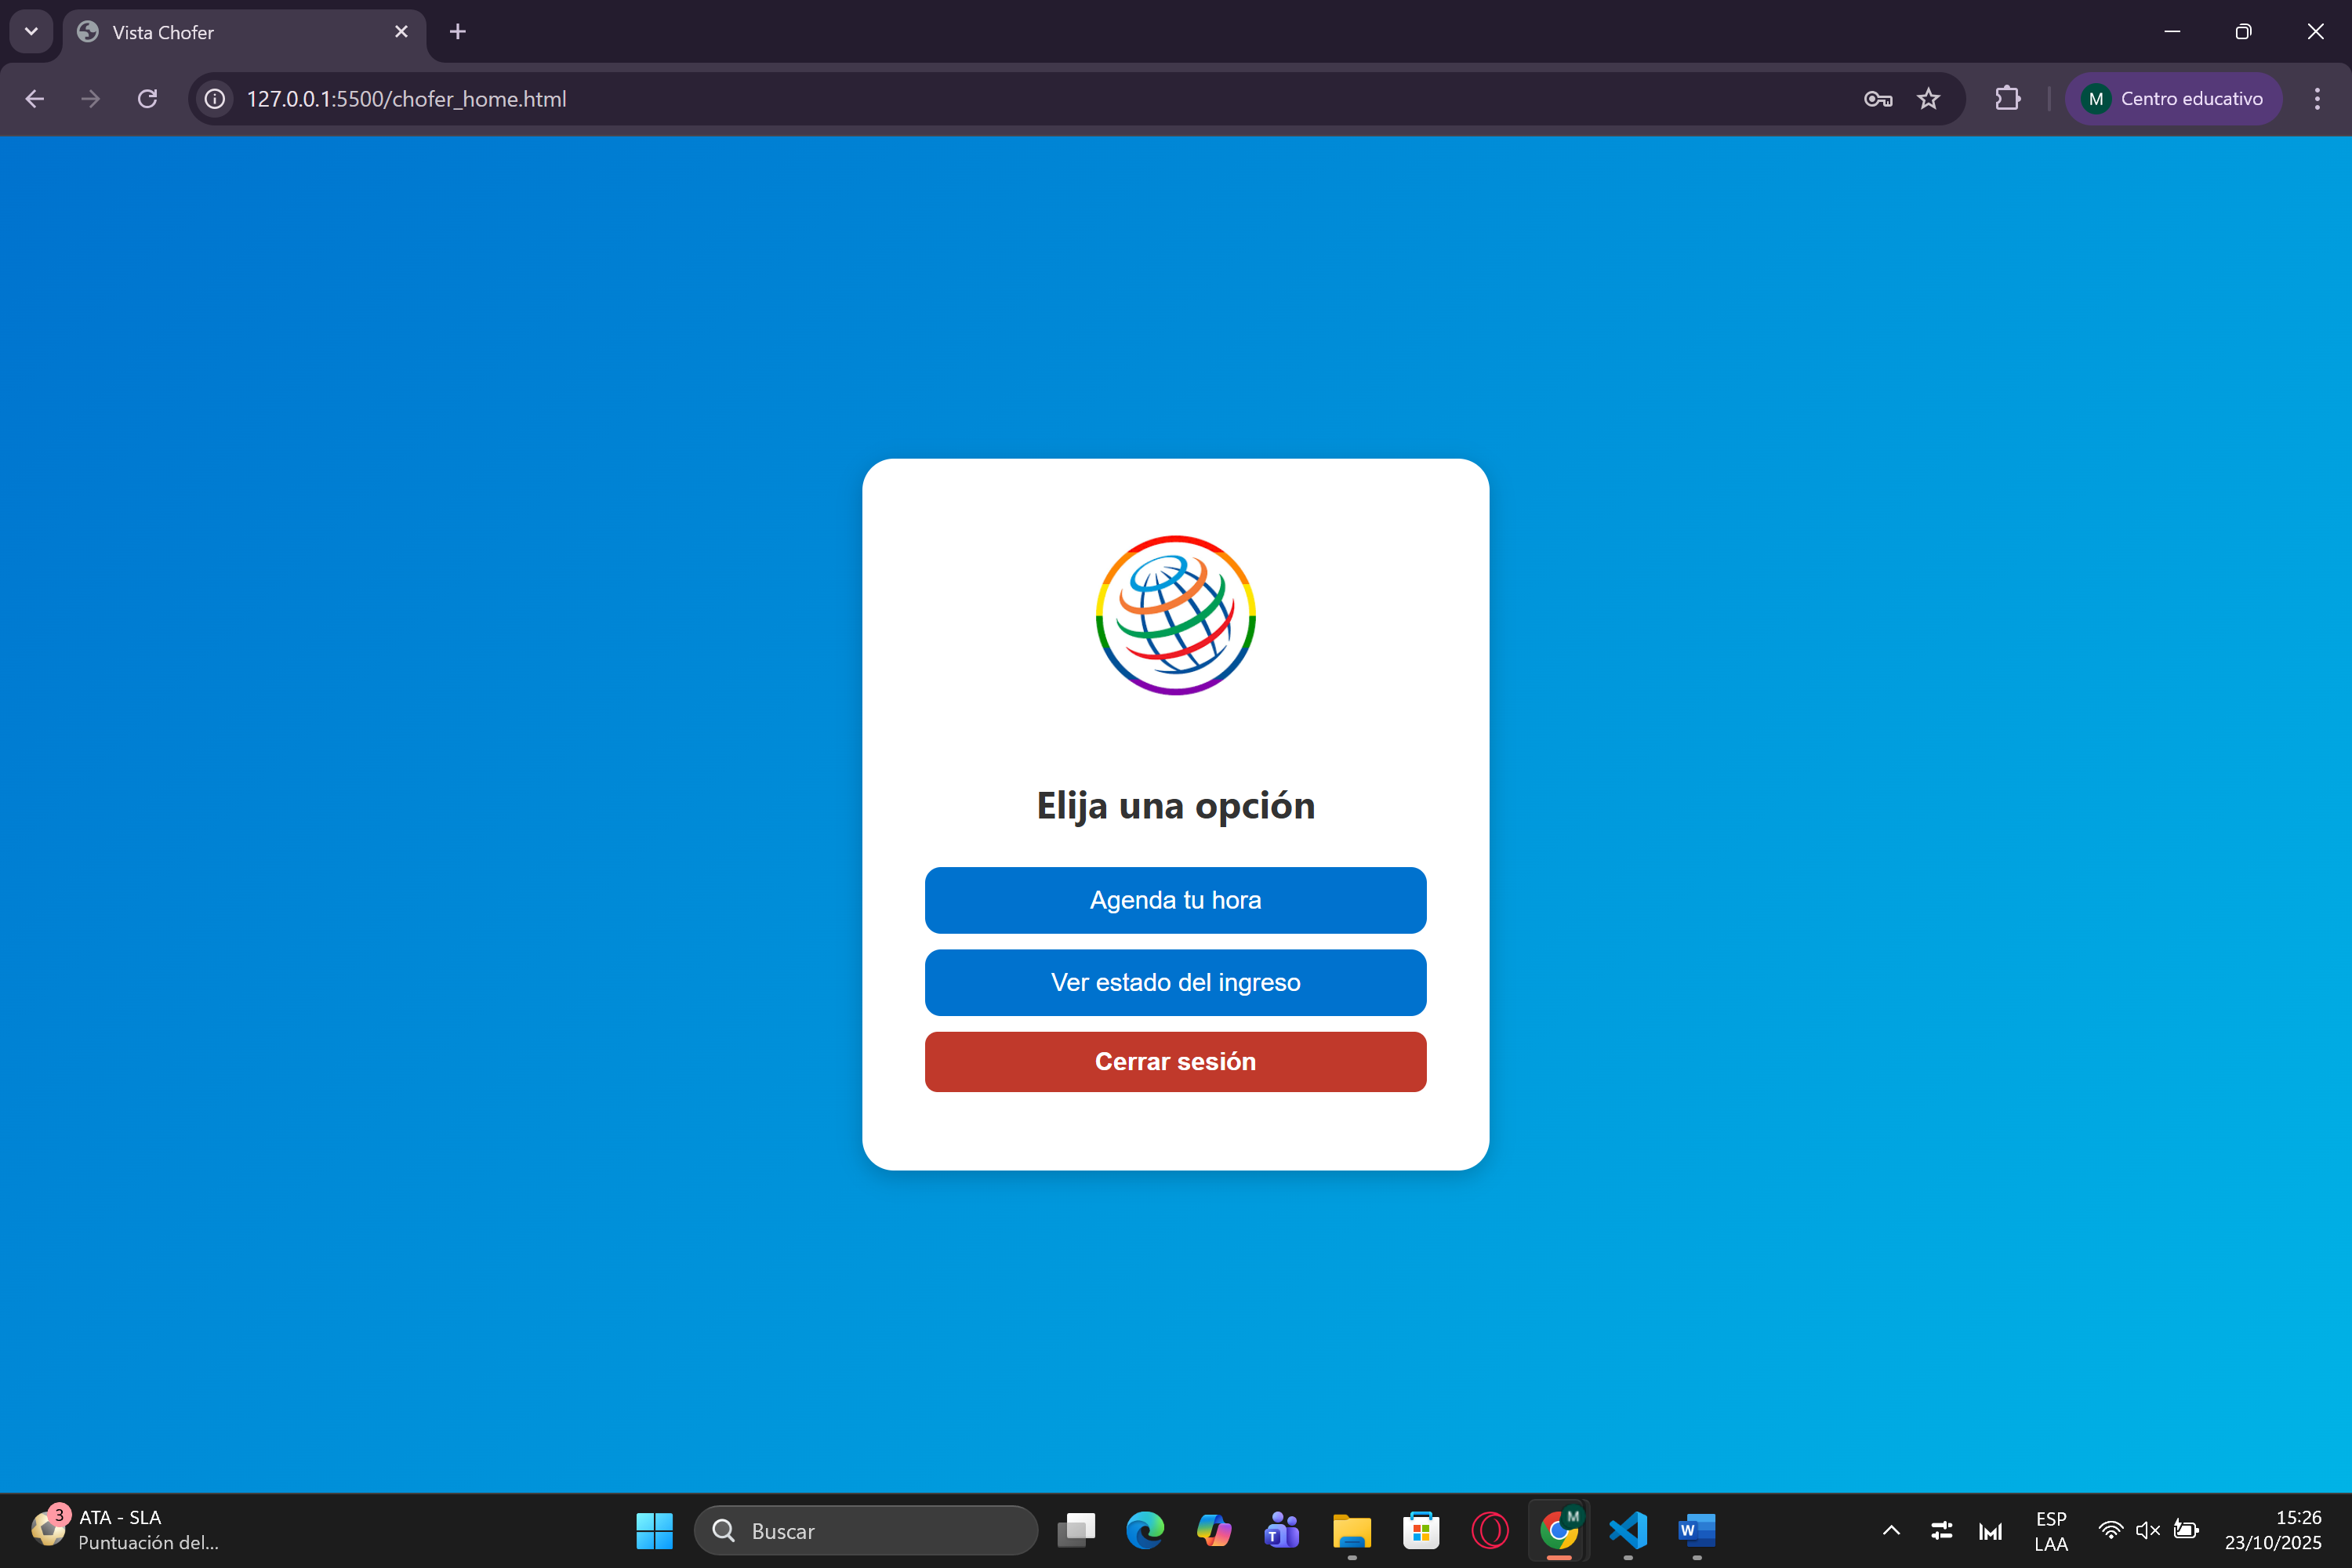 Vista Chofer
127.0.0.1:5500/chofer_home.html
M Centro educativo
Elija una opción
Agenda tu hora
Ver estado del ingreso
Cerrar sesión
3
ATA - SLA
Puntuación del...
Buscar
T
M
W
ESP
LAA
15:26
23/10/2025